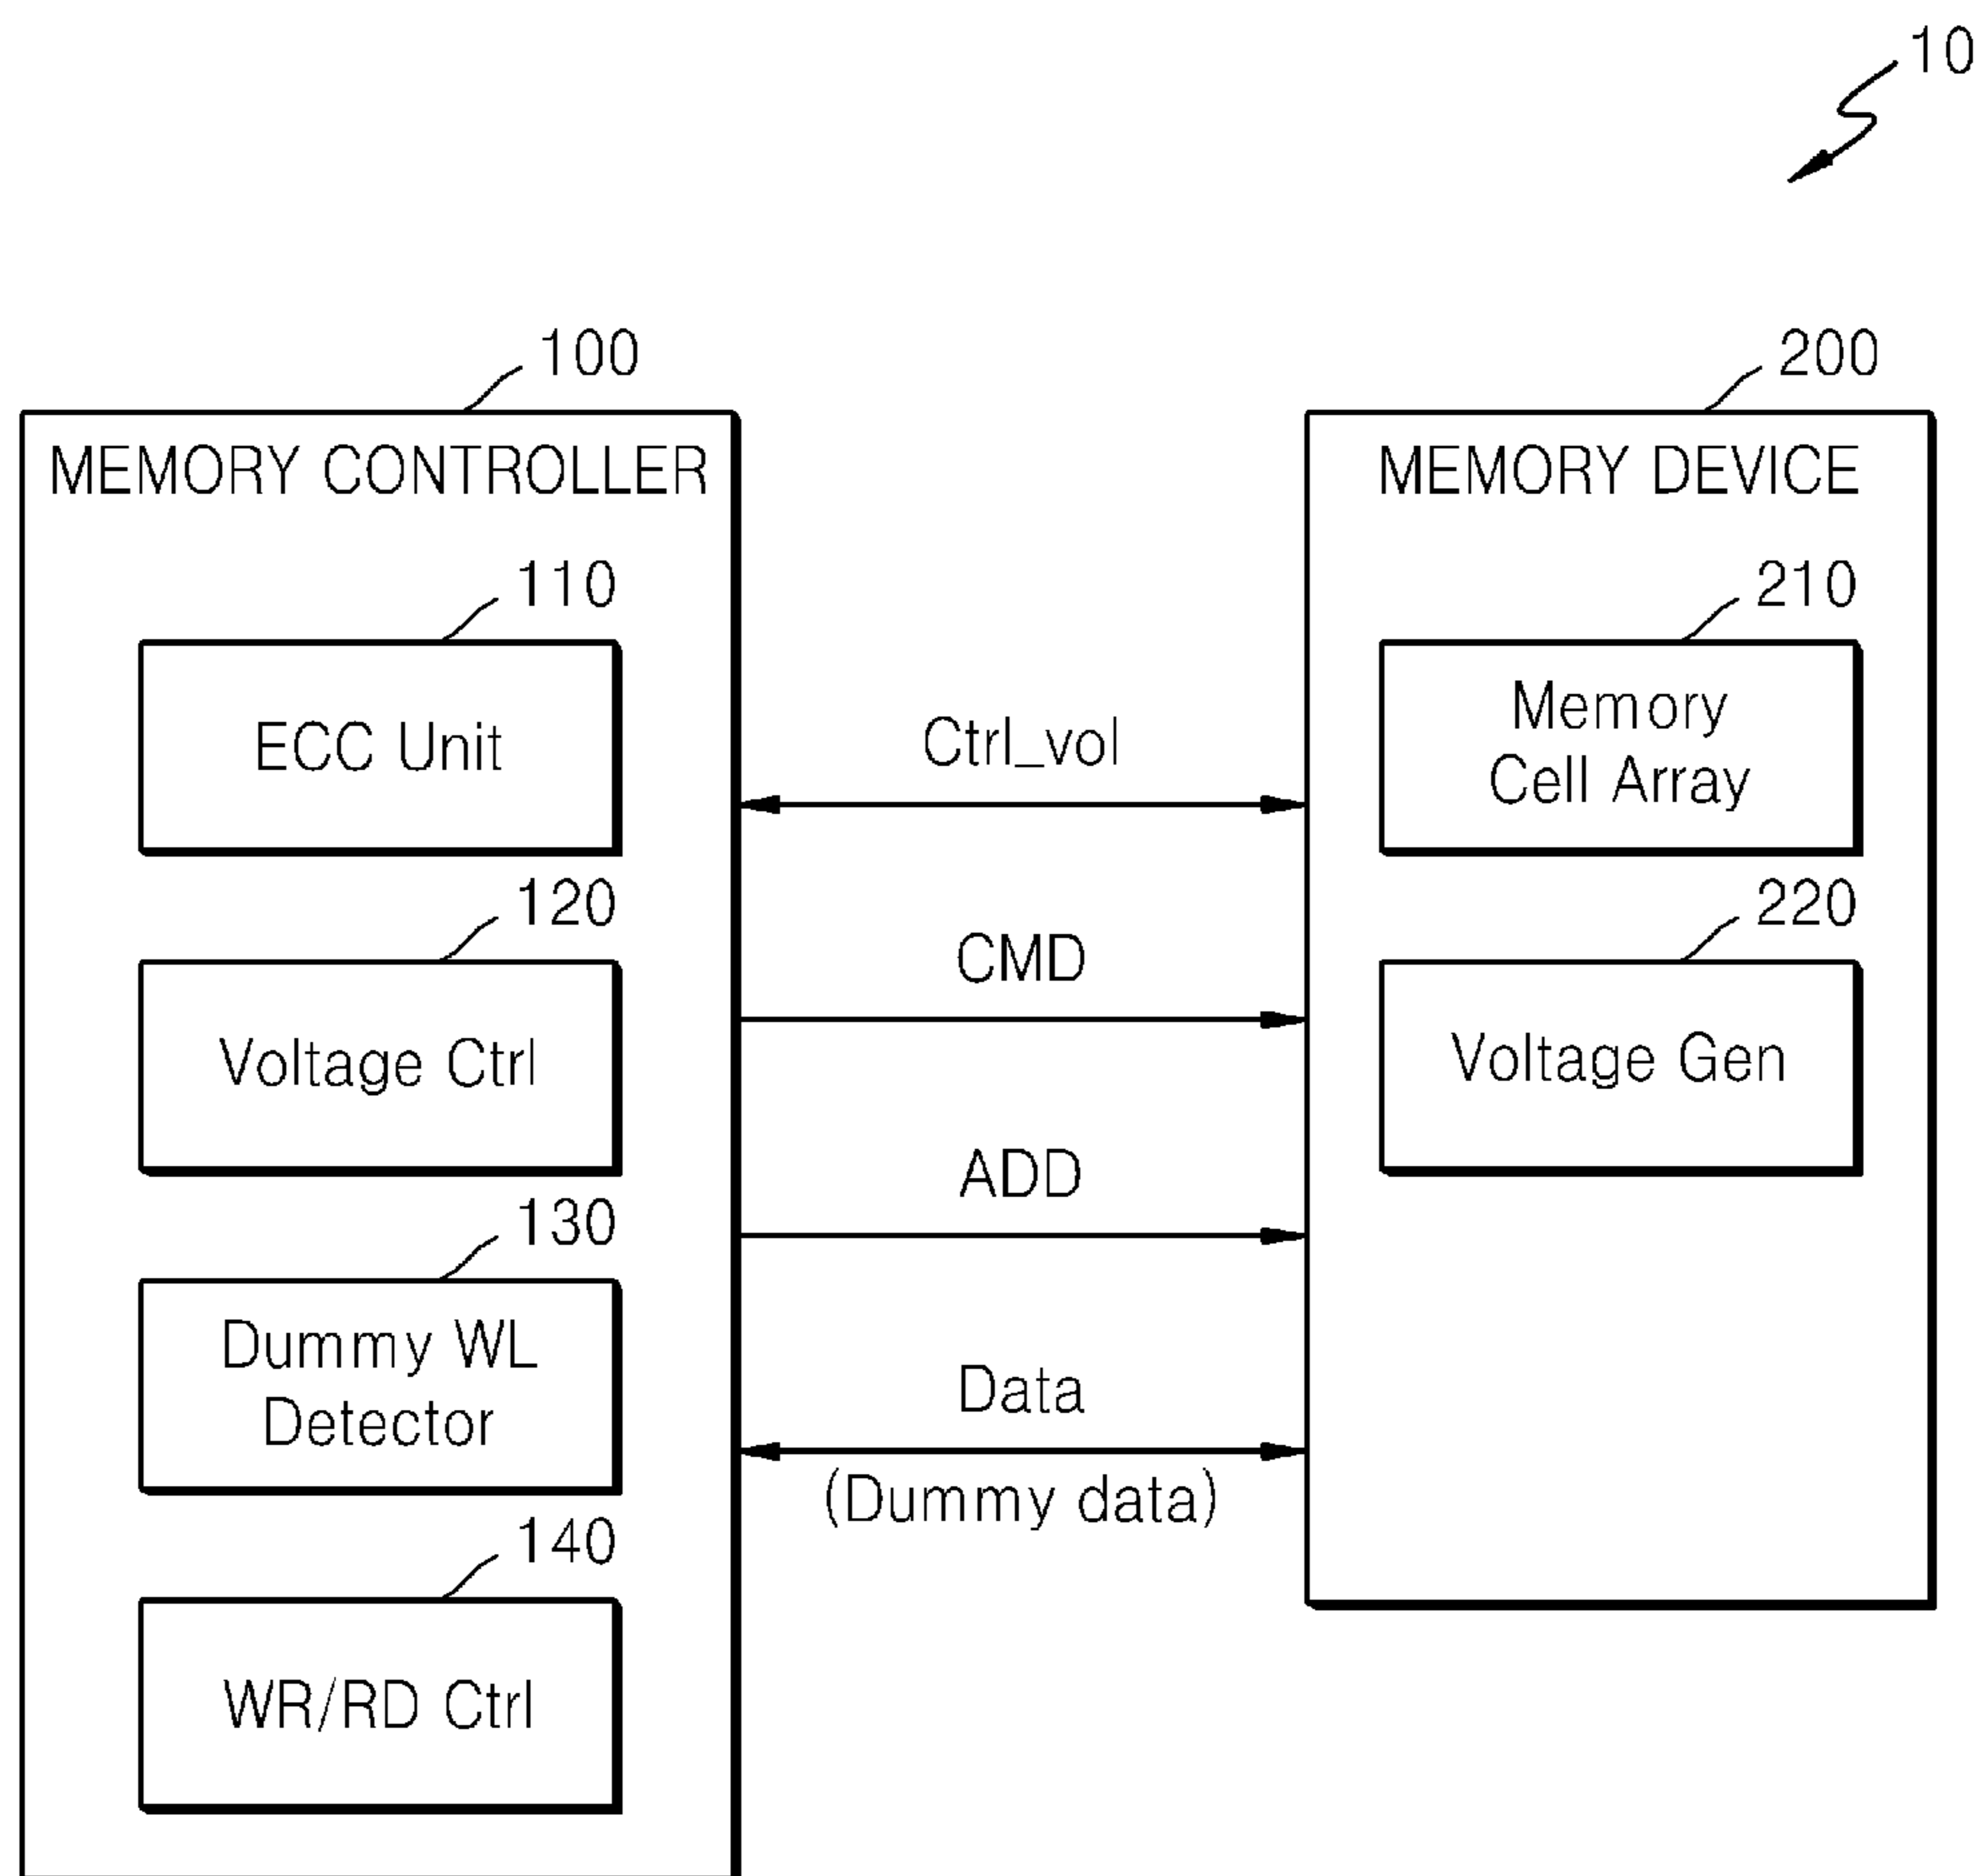 10
100
200
MEMORY CONTROLLER
MEMORY DEVICE
110
210
ECC Unit
Ctrl_vol
Memory
Cell Array
120
220
CMD
Voltage Ctrl
Voltage Gen
ADD
130
Dummy WL
Detector
Data
(Dummy data)
140
WR/RD Ctrl